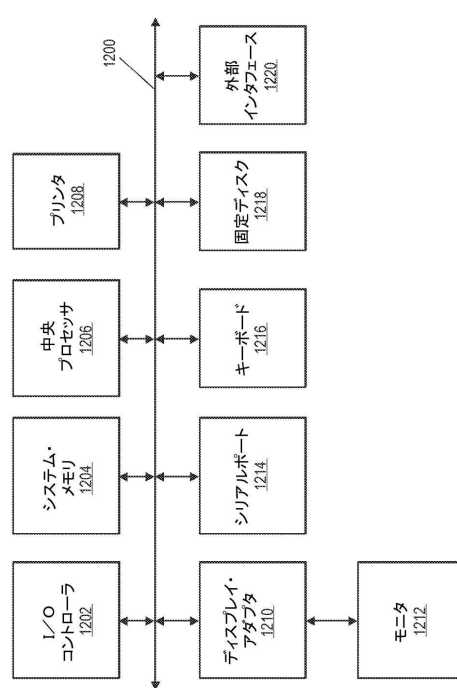 I／O
コントローラ
1202
システム・
メモリ
1204
中央
プロセッサ
1206
プリンタ
1208
1200
ディスプレイ・
アダプタ
1210
シリアルポート
1214
キーボード
1216
固定ディスク
1218
外部
インタフェース
1220
モニタ
1212